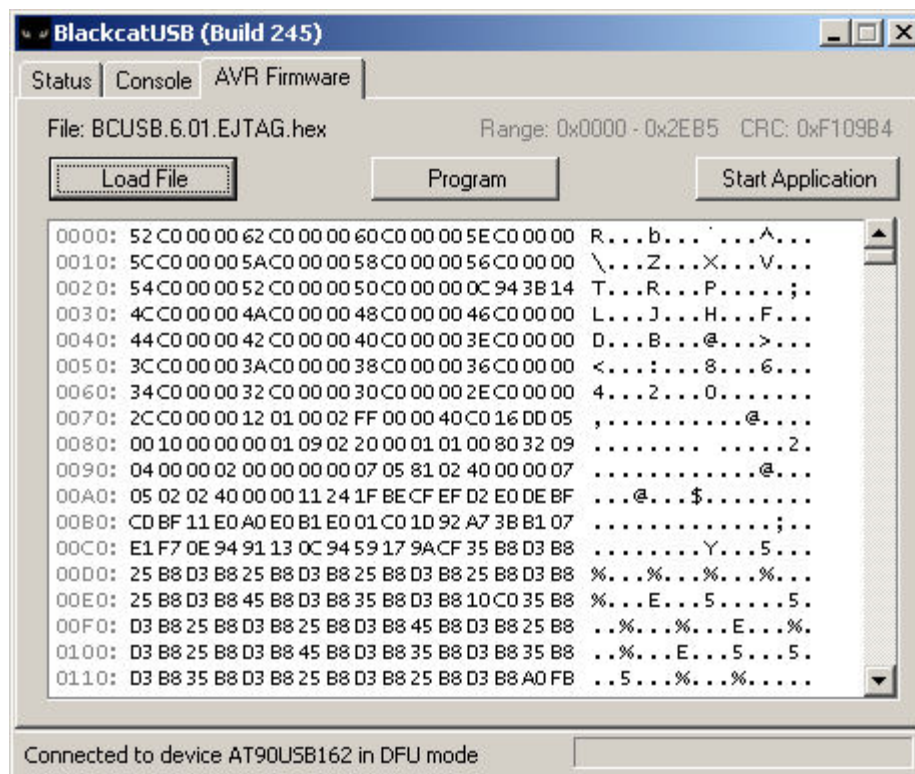 BlackcatUSB (Build 245)
Status Console AVR Firmware
File: BCUSB.6.01.EJTAG.hex Range: 0x0000 - 0x2EB5 CRC: 0xF109B4
Load File Program Start Application
0000: 52 C0 00 00 62 C0 00 00 60 C0 00 00 5E C0 00 00 R...b...`...^...
0010: 5C C0 00 00 5A C0 00 00 58 C0 00 00 56 C0 00 00 \...Z...X...V...
0020: 54 C0 00 00 52 C0 00 00 50 C0 00 00 0C 94 3B 14 T...R...P.....;.
0030: 4C C0 00 00 4A C0 00 00 48 C0 00 00 46 C0 00 00 L...J...H...F...
0040: 44 C0 00 00 42 C0 00 00 40 C0 00 00 3E C0 00 00 D...B...@...>...
0050: 3C C0 00 00 3A C0 00 00 38 C0 00 00 36 C0 00 00 <...:...8...6...
0060: 34 C0 00 00 32 C0 00 00 30 C0 00 00 2E C0 00 00 4...2...0.......
0070: 2C C0 00 00 12 01 00 02 FF 00 00 40 C0 16 DD 05 ,..........@....
0080: 00 10 00 00 00 01 09 02 20 00 01 01 00 80 32 09 ........ .....2.
0090: 04 00 00 02 00 00 00 00 07 05 81 02 40 00 00 07 ............@...
00A0: 05 02 02 40 00 00 11 24 1F BE CF EF D2 E0 DE BF ...@...$........
00B0: CD BF 11 E0 A0 E0 B1 E0 01 C0 1D 92 A7 3B B1 07 .............;..
00C0: E1 F7 0E 94 91 13 0C 94 59 17 9A CF 35 B8 D3 B8 ........Y...5...
00D0: 25 B8 D3 B8 25 B8 D3 B8 25 B8 D3 B8 25 B8 D3 B8 %...%...%...%...
00E0: 25 B8 D3 B8 45 B8 D3 B8 35 B8 D3 B8 10 C0 35 B8 %...E...5.....5.
00F0: D3 B8 25 B8 D3 B8 25 B8 D3 B8 45 B8 D3 B8 25 B8 ..%...%...E...%.
0100: D3 B8 25 B8 D3 B8 45 B8 D3 B8 35 B8 D3 B8 35 B8 ..%...E...5...5.
0110: D3 B8 35 B8 D3 B8 25 B8 D3 B8 25 B8 D3 B8 A0 FB ..5...%...%.....
Connected to device AT90USB162 in DFU mode